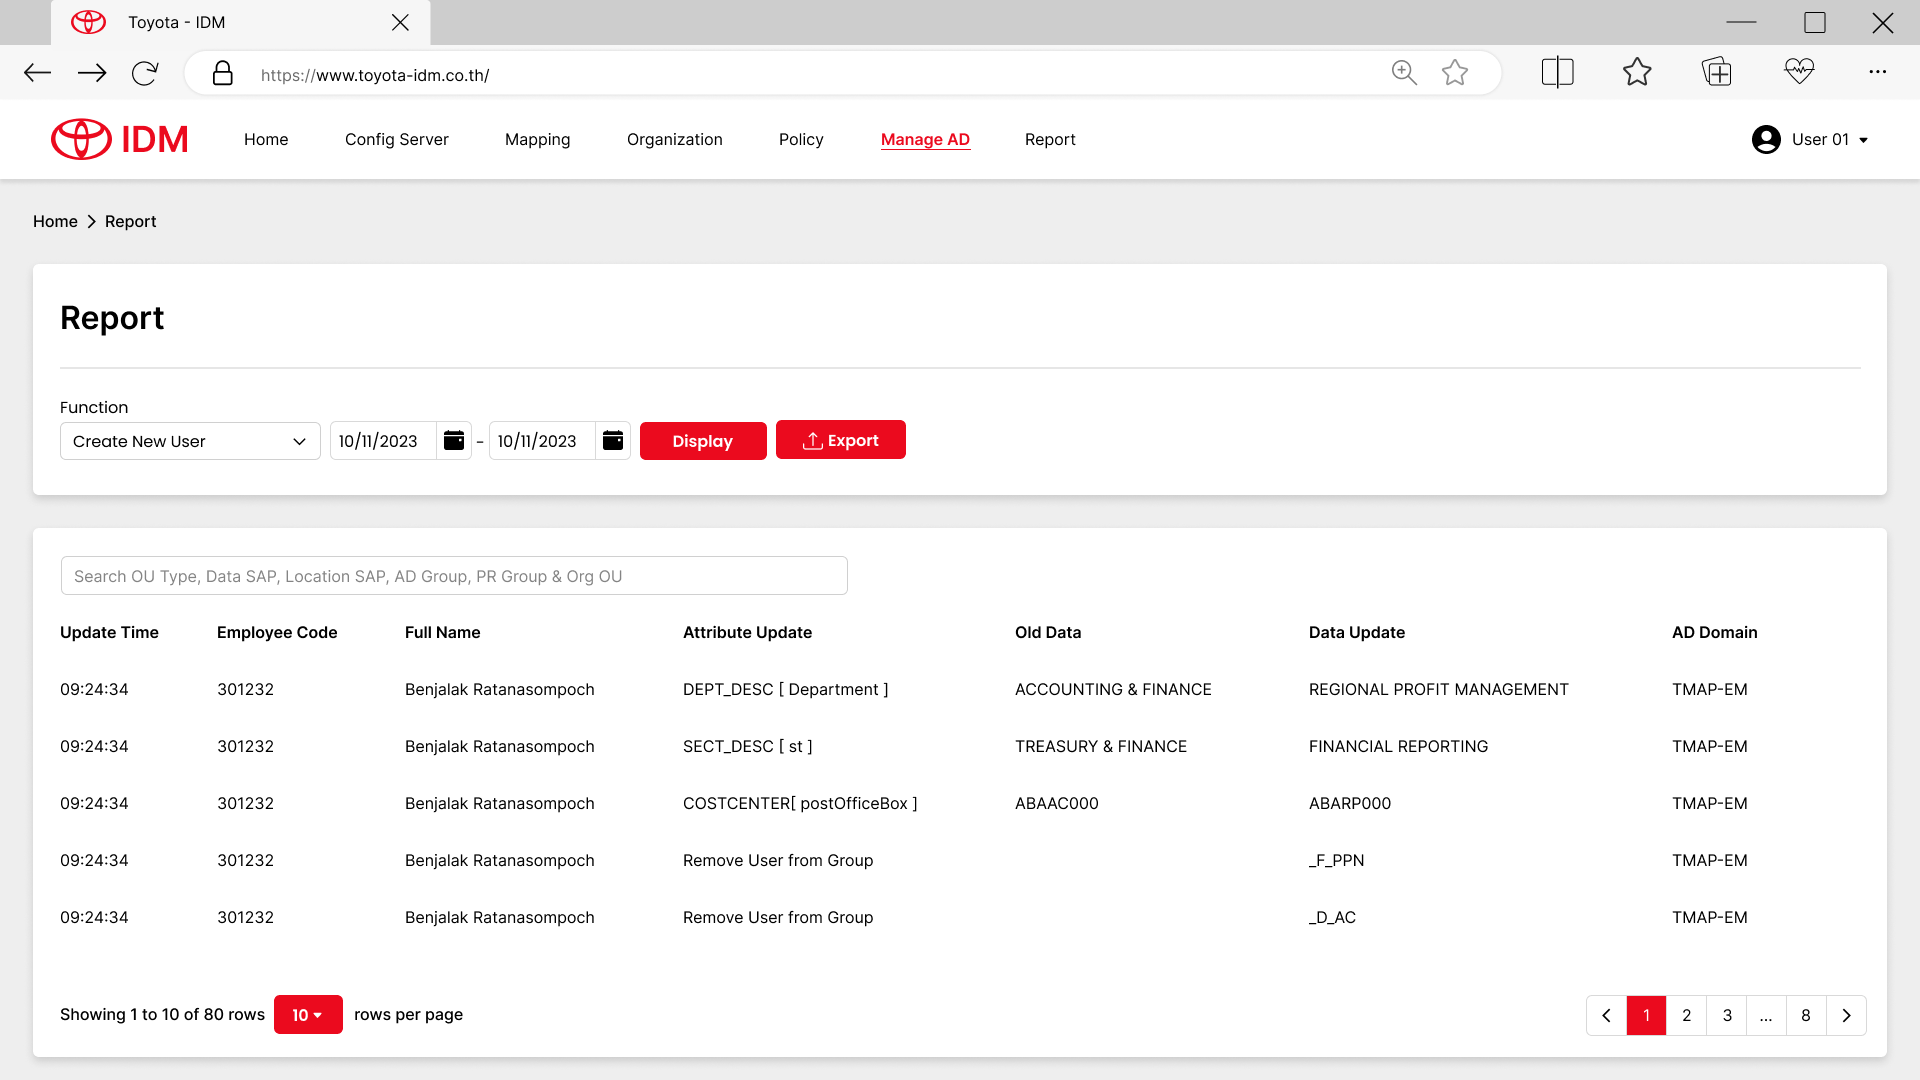 Toyota - IDM
https://www.toyota-idm.co.th/
IDM Home Config Server Mapping Organization Policy Manage AD Report User 01
Home > Report
Report
Function
Create New User 10/11/2023 - 10/11/2023 Display Export
Search OU Type, Data SAP, Location SAP, AD Group, PR Group & Org OU
Update Time Employee Code Full Name Attribute Update Old Data Data Update AD Domain
09:24:34 301232 Benjalak Ratanasompoch DEPT_DESC [ Department ] ACCOUNTING & FINANCE REGIONAL PROFIT MANAGEMENT TMAP-EM
09:24:34 301232 Benjalak Ratanasompoch SECT_DESC [ st ] TREASURY & FINANCE FINANCIAL REPORTING TMAP-EM
09:24:34 301232 Benjalak Ratanasompoch COSTCENTER[ postOfficeBox ] ABAAC000 ABARP000 TMAP-EM
09:24:34 301232 Benjalak Ratanasompoch Remove User from Group _F_PPN TMAP-EM
09:24:34 301232 Benjalak Ratanasompoch Remove User from Group _D_AC TMAP-EM
Showing 1 to 10 of 80 rows 10 rows per page 1 2 3 ... 8